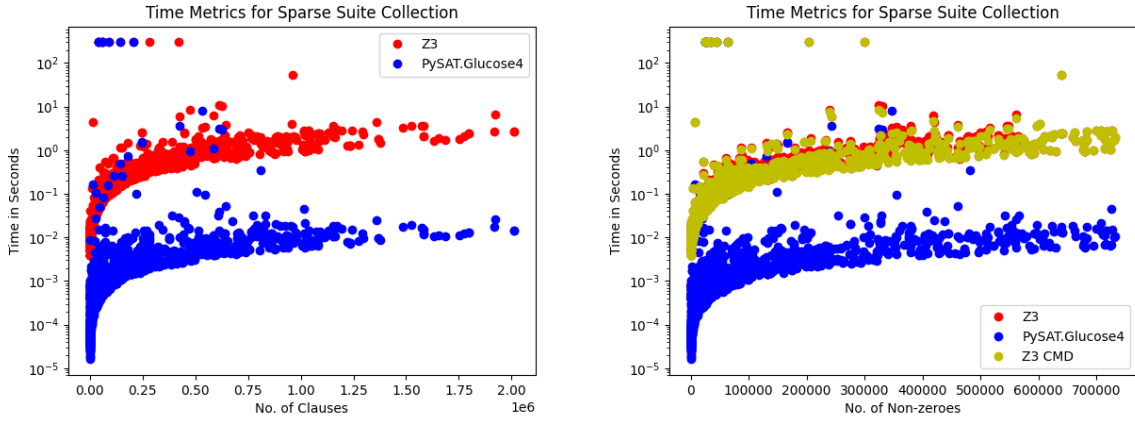 Time Metrics for Sparse Suite Collection
Z3
PySAT.Glucose4
Time in Seconds
10^2
10^1
10^0
10^-1
10^-2
10^-3
10^-4
10^-5
0.00 0.25 0.50 0.75 1.00 1.25 1.50 1.75 2.00
1e6
No. of Clauses
Time Metrics for Sparse Suite Collection
Time in Seconds
10^2
10^1
10^0
10^-1
10^-2
10^-3
10^-4
10^-5
Z3
PySAT.Glucose4
Z3 CMD
0 100000 200000 300000 400000 500000 600000 700000
No. of Non-zeroes